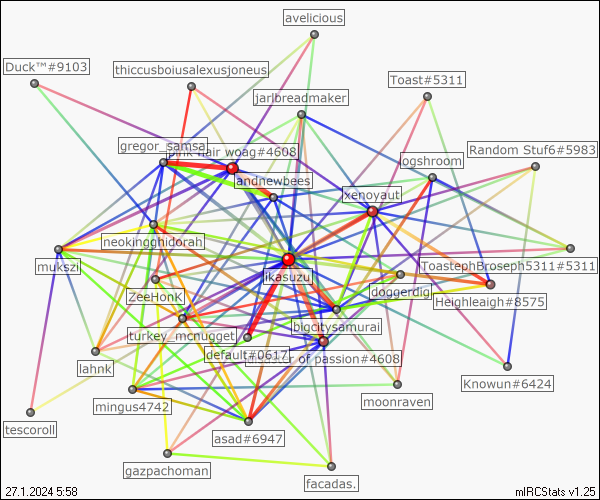 avelicious
Duck™#9103
thiccusboiusalexusjoneus
Toast#5311
jarlbreadmaker
gregor_samsa
hair woag#4608
Random Stuf6#5983
ogshroom
andnewbees
xenoyaut
neokingghidorah
mukszi
ToastephBroseph5311#5311
ikasuzu
doggerdig
ZeeHonK
Heighleaigh#8575
bigcitysamurai
turkey_mcnugget
default#0617
of passion#4608
lahnk
Knowun#6424
moonraven
mingus4742
tescoroll
asad#6947
gazpachoman
facadas.
27.1.2024 5:58
mIRCStats v1.25